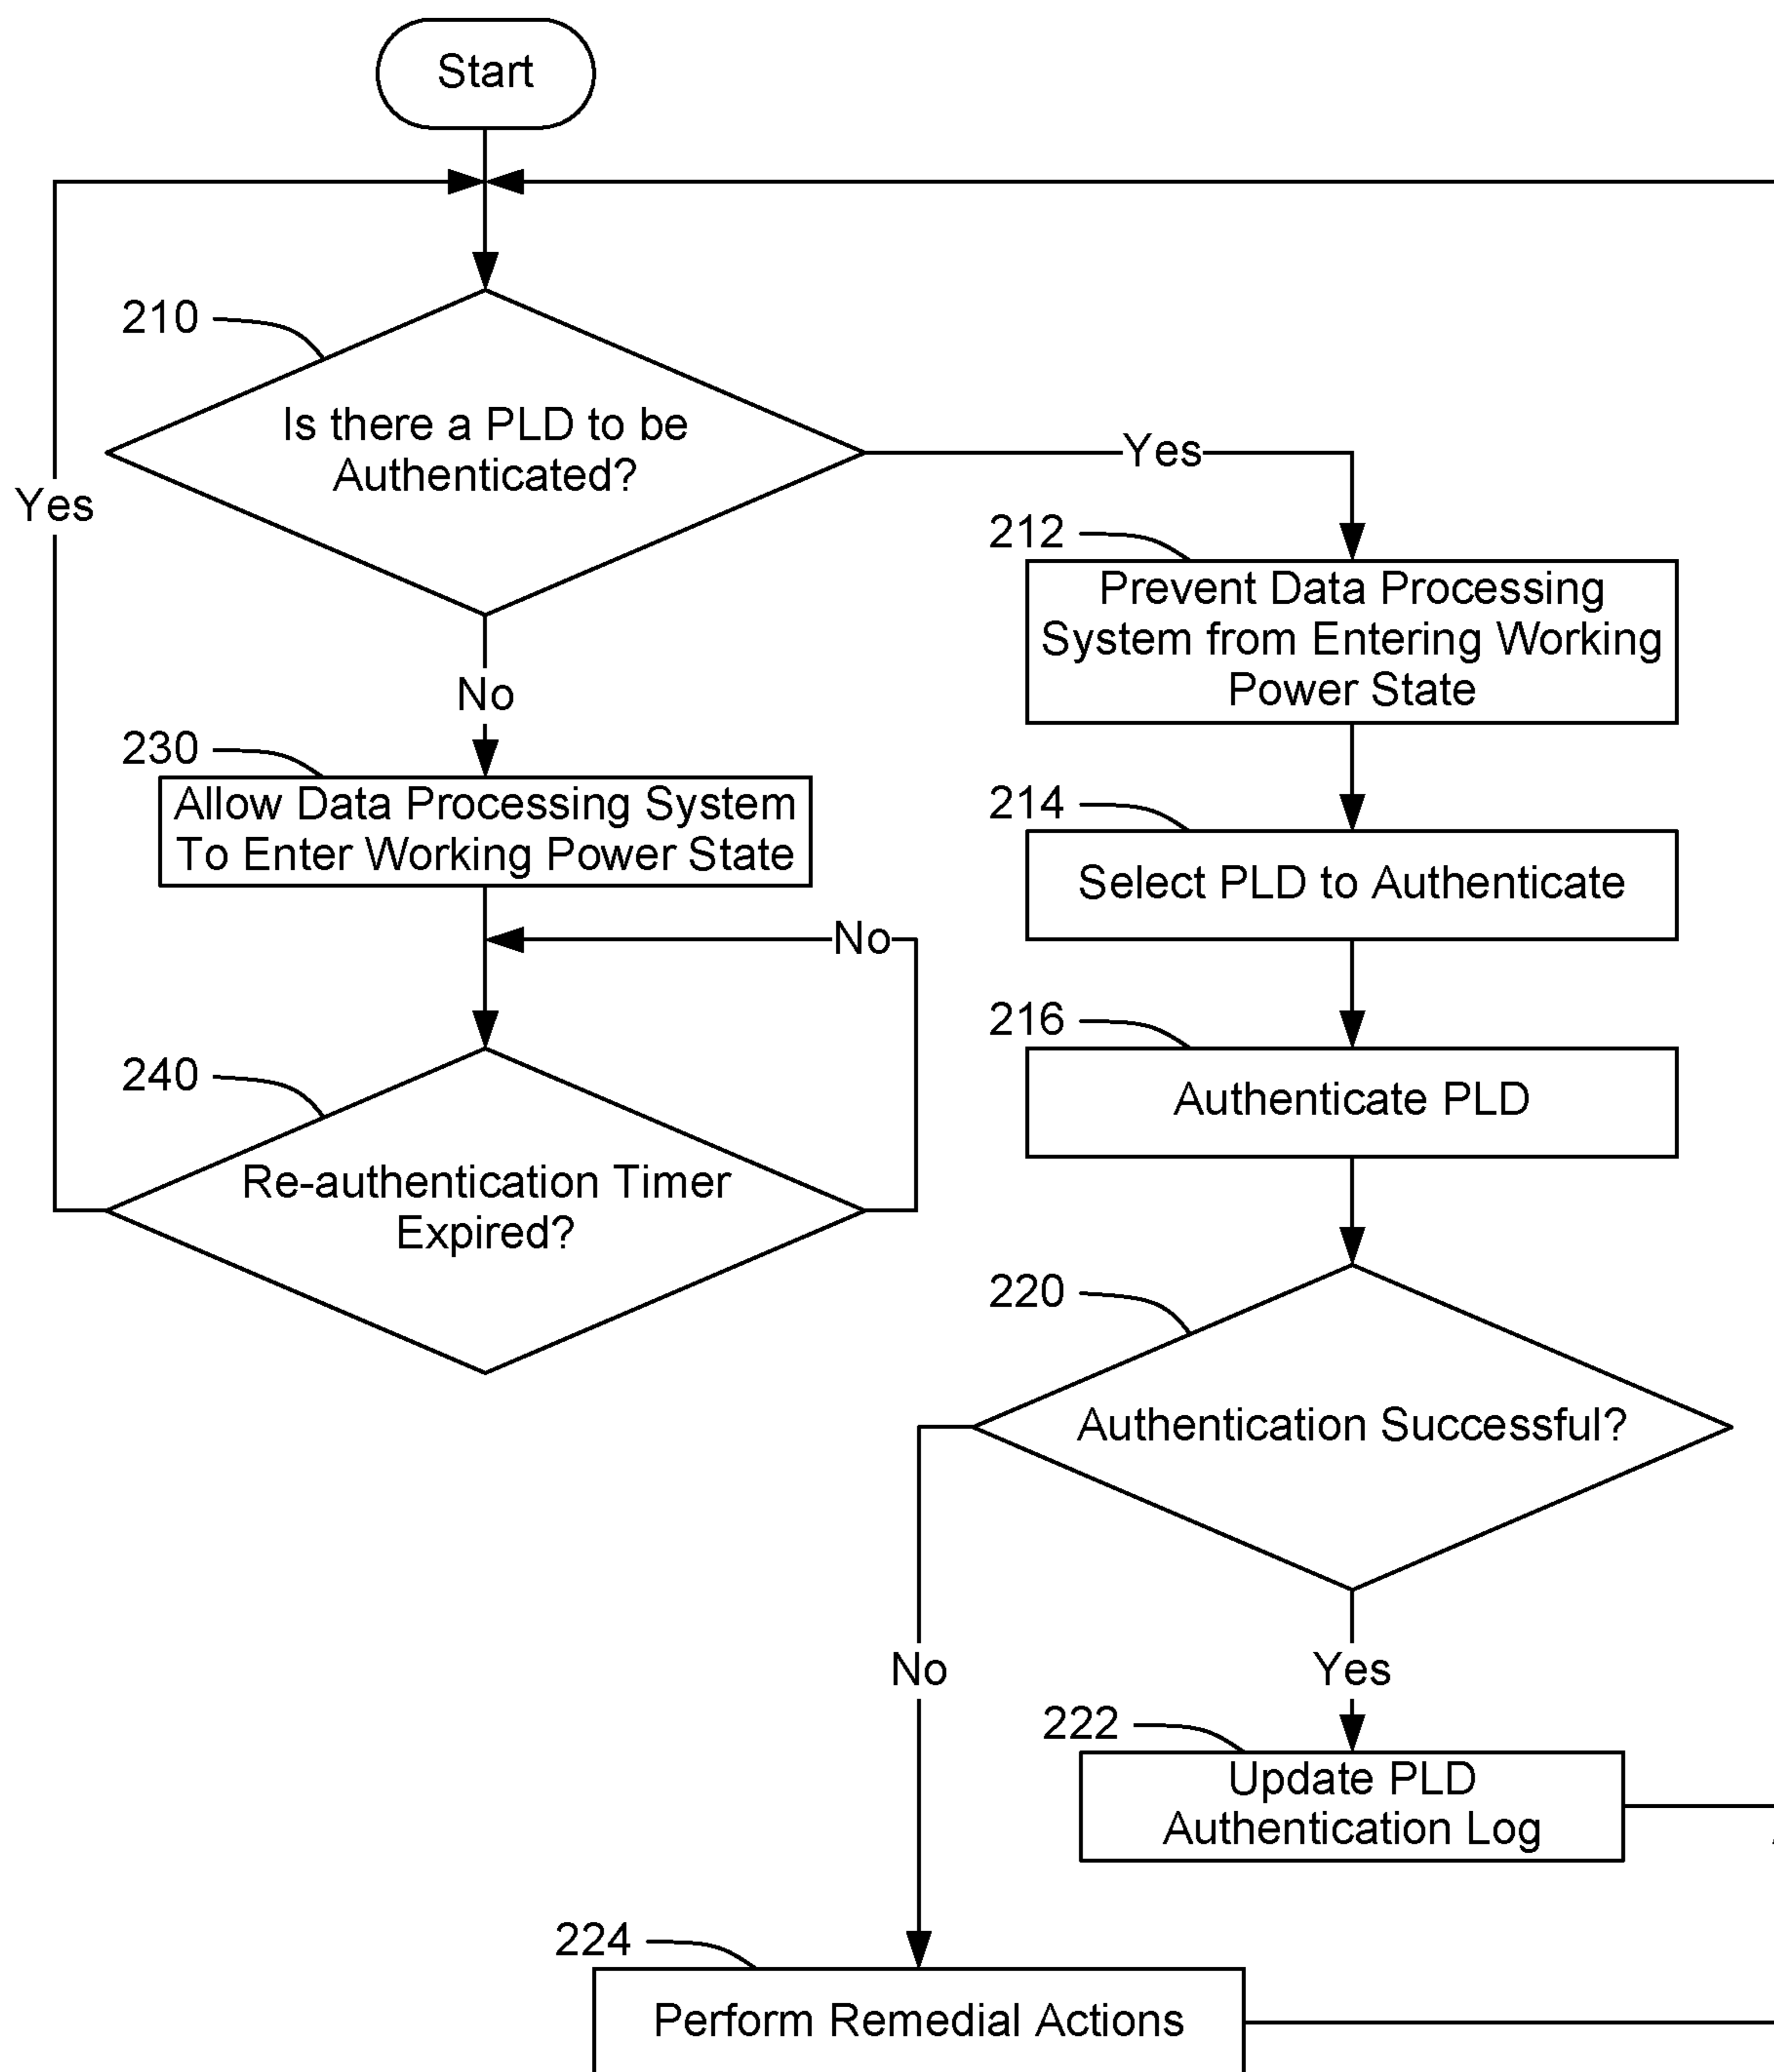 Start
210
Is there a PLD to be
Authenticated?
Yes
Yes
212
Prevent Data Processing
System from Entering Working
Power State
No
230
Allow Data Processing System
To Enter Working Power State
214
Select PLD to Authenticate
No
216
Authenticate PLD
240
Re-authentication Timer
Expired?
220
Authentication Successful?
No
Yes
222
Update PLD
Authentication Log
224
Perform Remedial Actions